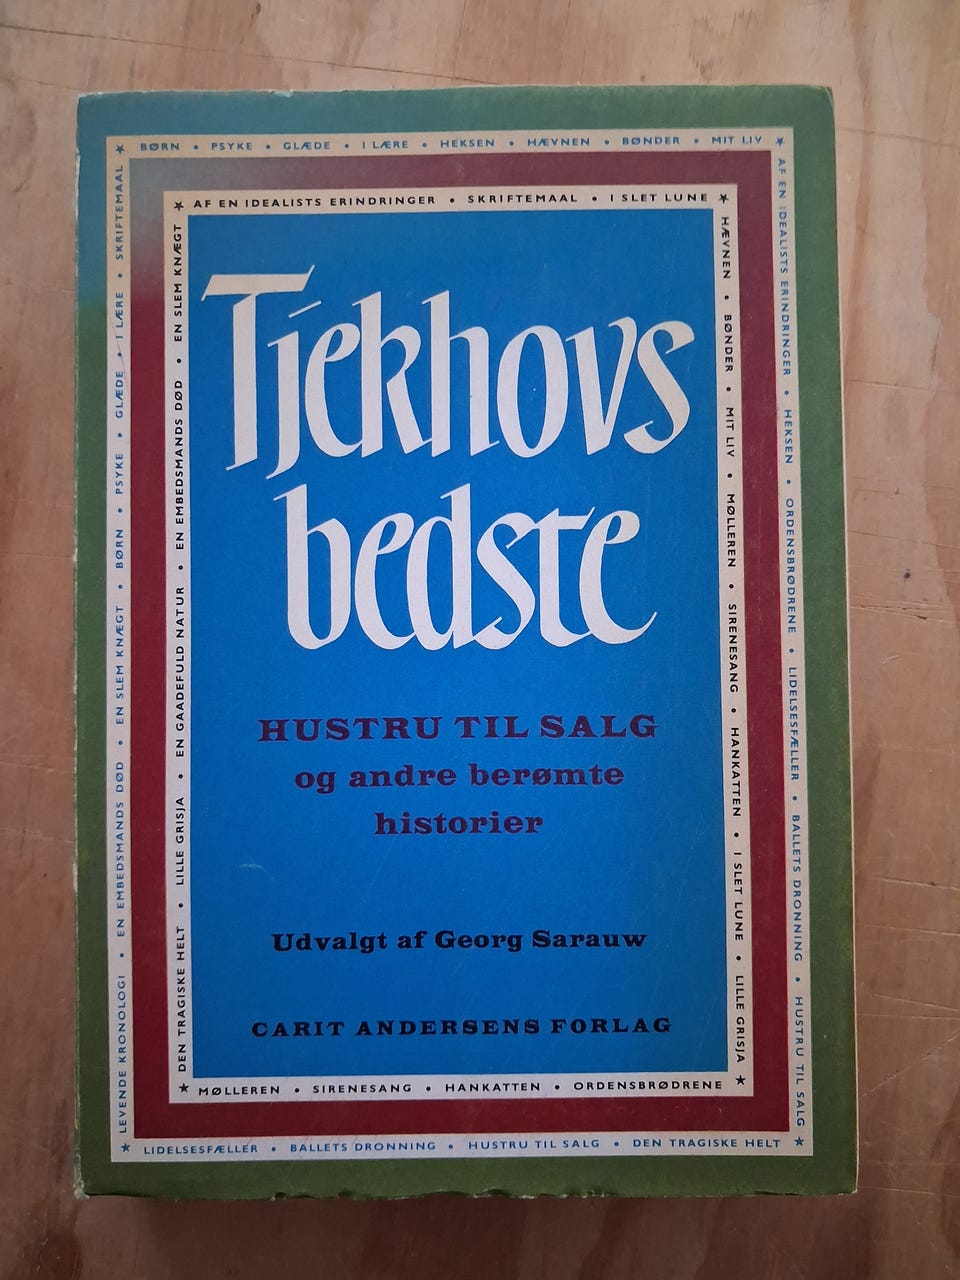 ★ BØRN • PSYKE • GLÆDE • I LÆRE • HEKSEN • HÆVNEN • BØNDER • MIT LIV ★
AF EN IDEALISTS ERINDRINGER • HEKSEN • ORDENSBRØDRENE • LIDELSESFÆLLER • BALLETS DRONNING • HUSTRU TIL SALG ★
★ LIDELSESFÆLLER • BALLETS DRONNING • HUSTRU TIL SALG • DEN TRAGISKE HELT
LEVENDE KRONOLOGI • EN EMBEDSMANDS DØD • EN SLEM KNÆGT • BØRN • PSYKE • GLÆDE • I LÆRE • SKRIFTEMAAL
★ AF EN IDEALISTS ERINDRINGER • SKRIFTEMAAL • I SLET LUNE ★
HÆVNEN • BØNDER • MIT LIV • MØLLEREN • SIRENESANG • HANKATTEN • I SLET LUNE • LILLE GRISJA
★ MØLLEREN • SIRENESANG • HANKATTEN • ORDENSBRØDRENE ★
DEN TRAGISKE HELT • LILLE GRISJA • EN GAADEFULD NATUR • EN EMBEDSMANDS DØD • EN SLEM KNÆGT
Tjekhovs
bedste
HUSTRU TIL SALG
og andre berømte
historier
Udvalgt af Georg Sarauw
CARIT ANDERSENS FORLAG